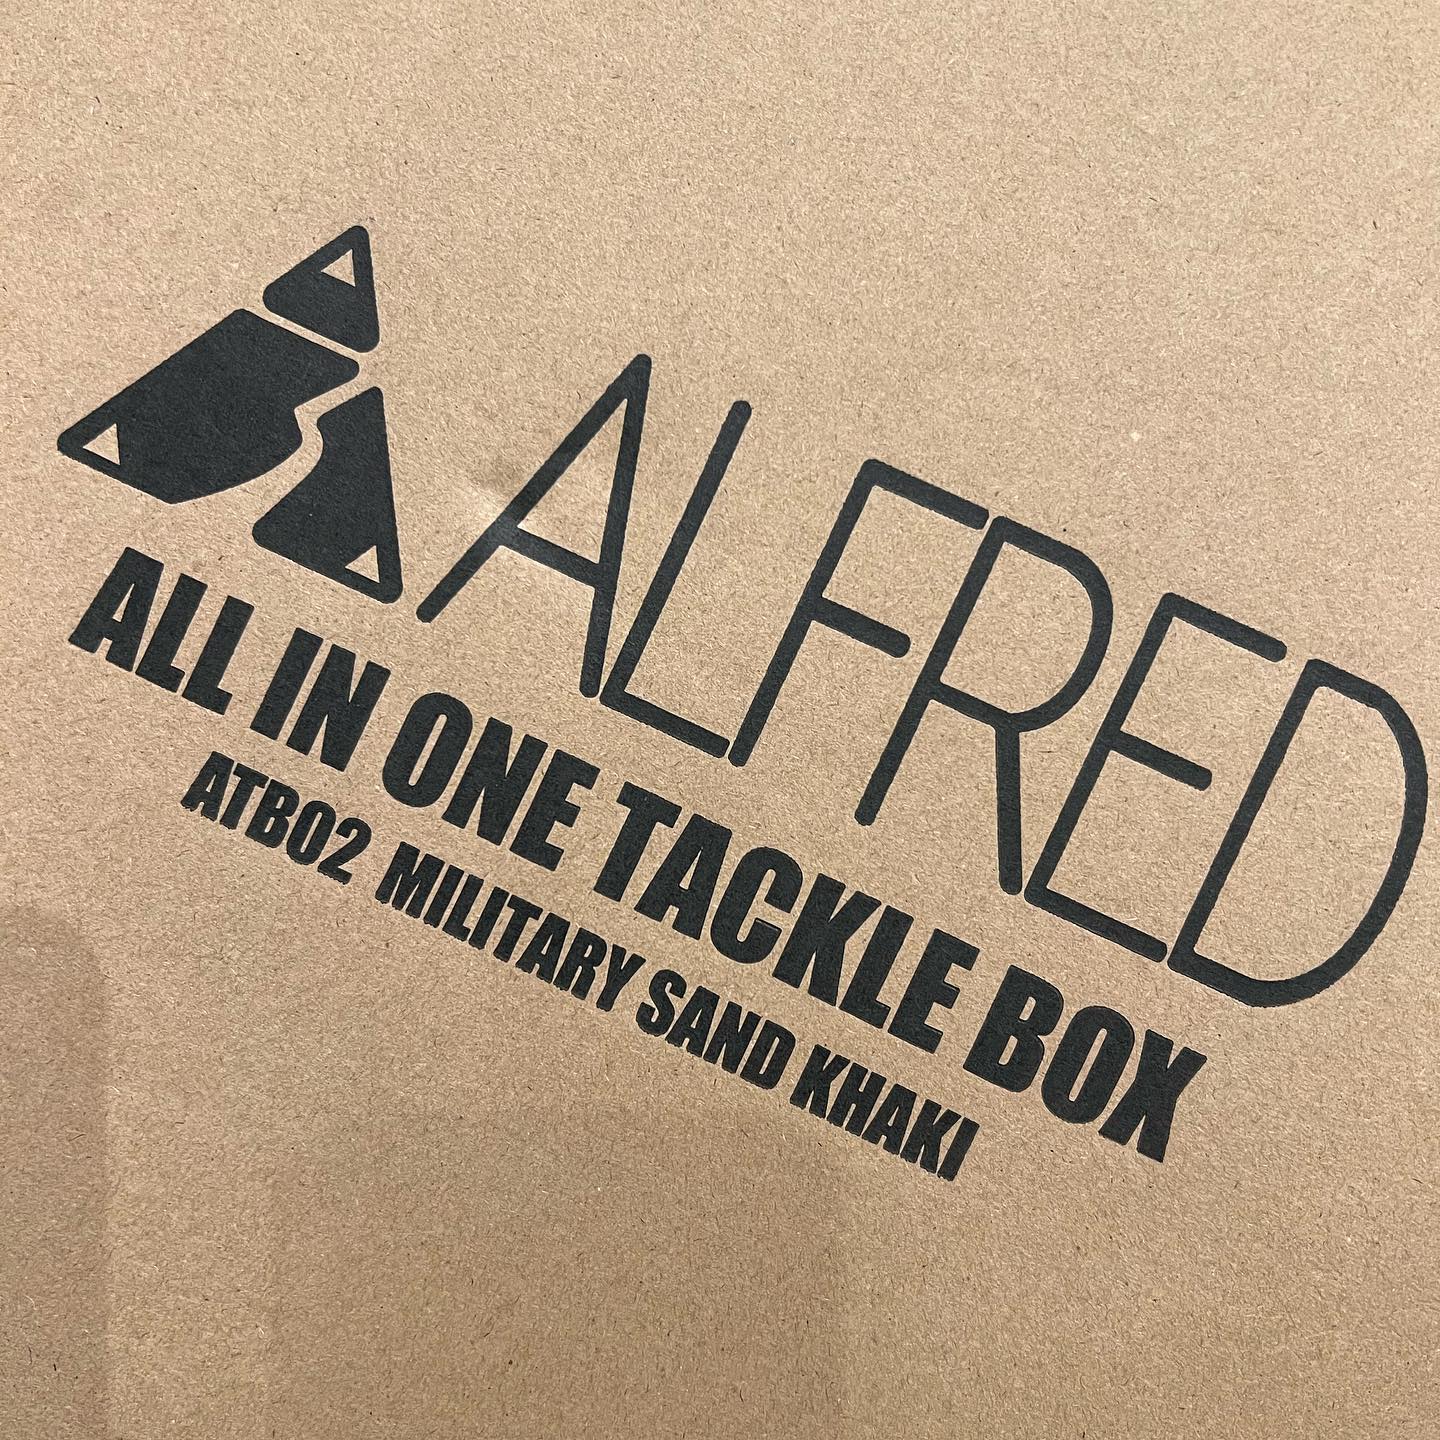 ALFRED
ALL IN ONE TACKLE BOX
ATB02 MILITARY SAND KHAKI